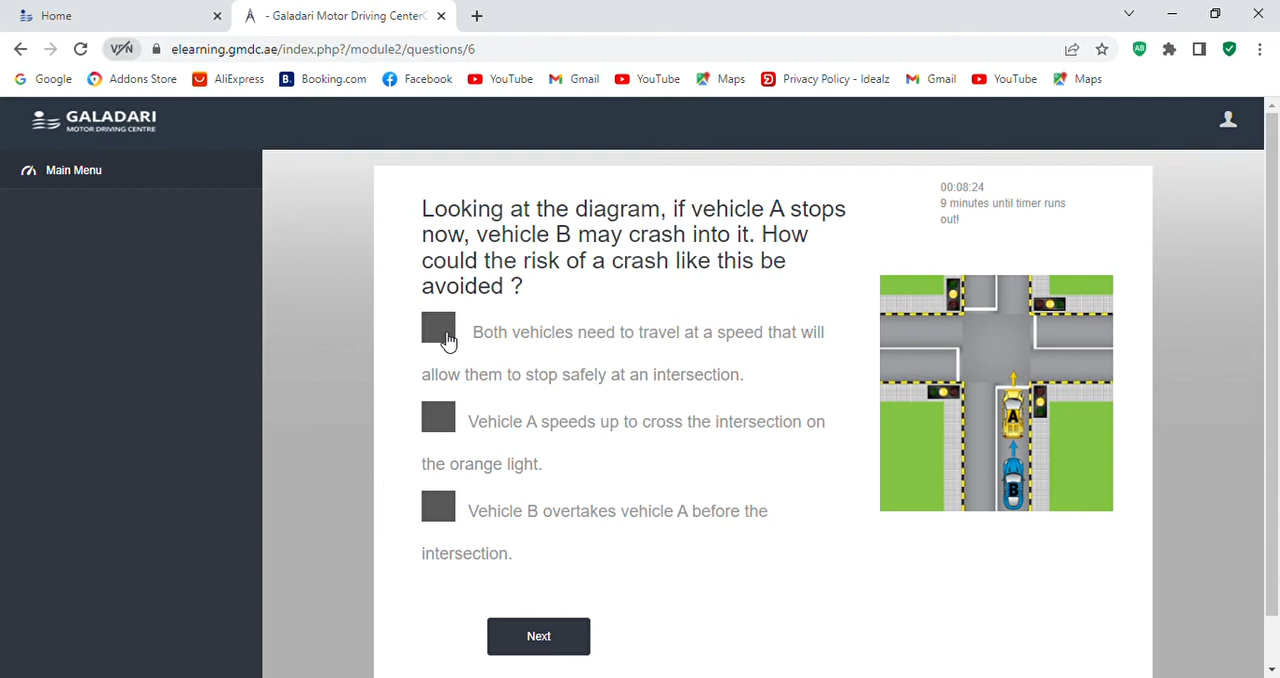 Home
- Galadari Motor Driving Center
VPN
elearning.gmdc.ae/index.php?/module2/questions/6
Google
Addons Store
AliExpress
B.
Booking.com
Facebook
YouTube
Gmail
YouTube
Maps
Privacy Policy - Idealz
Gmail
YouTube
Maps
GALADARI
MOTOR DRIVING CENTRE
Main Menu
00:08:24
9 minutes until timer runs
out!
Looking at the diagram, if vehicle A stops
now, vehicle B may crash into it. How
could the risk of a crash like this be
avoided ?
Both vehicles need to travel at a speed that will
allow them to stop safely at an intersection.
Vehicle A speeds up to cross the intersection on
the orange light.
Vehicle B overtakes vehicle A before the
intersection.
A
B
Next